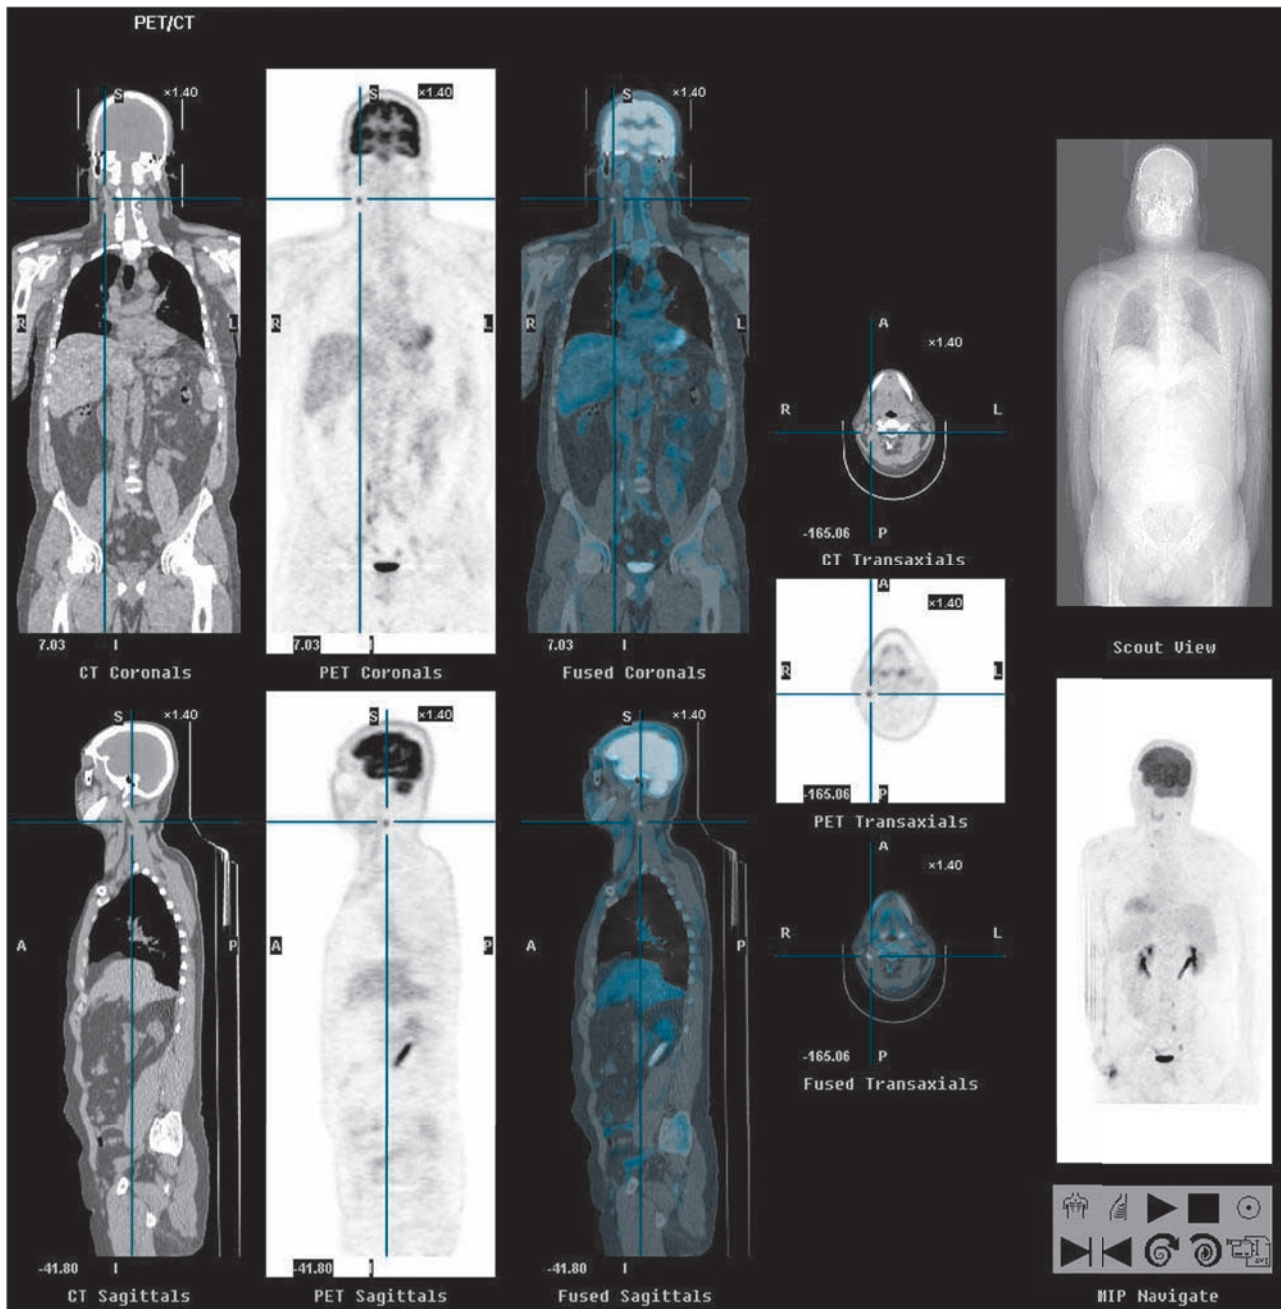 PET/CT
S ×1.40
R L
7.03 I
CT Coronals
S ×1.40
R L
7.03 I
PET Coronals
S ×1.40
R L
7.03 I
Fused Coronals
A
×1.40
R L
-165.06 P
CT Transaxials
A
×1.40
R L
-165.06 P
PET Transaxials
A
×1.40
R L
-165.06 P
Fused Transaxials
Scout View
S ×1.40
A P
-41.80 I
CT Sagittals
S ×1.40
A P
-41.80 I
PET Sagittals
S ×1.40
A P
-41.80 I
Fused Sagittals
AVI
MIP Navigate